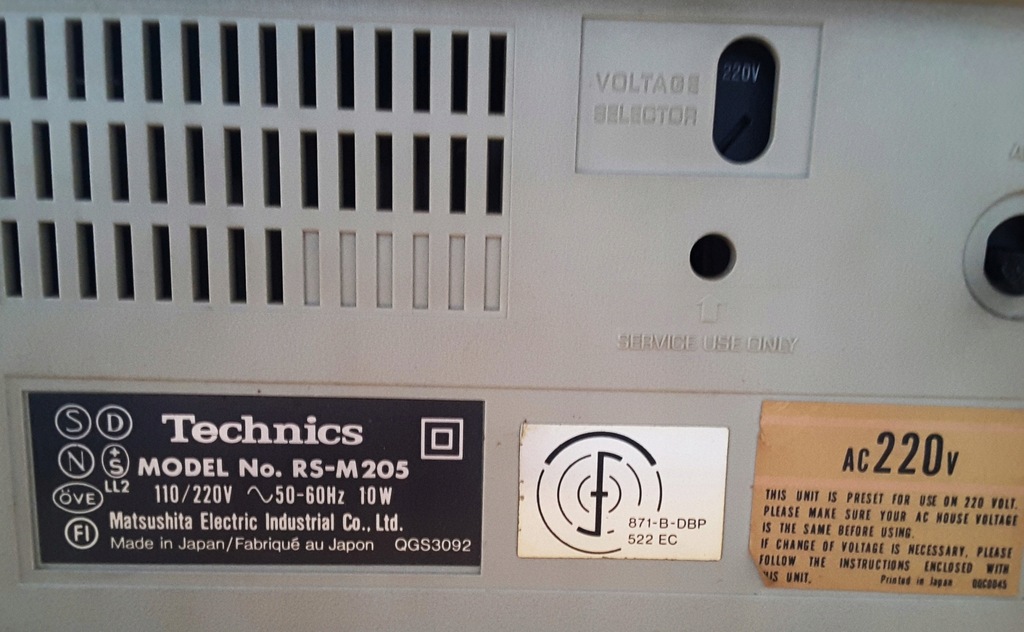 VOLTAGE
SELECTOR
220V
SERVICE USE ONLY
S D
N +S
LL2
ÖVE
FI
Technics
MODEL No. RS-M205
110/220V ~50-60Hz 10W
Matsushita Electric Industrial Co., Ltd.
Made in Japan/Fabriqué au Japon QGS3092
871-B-DBP
522 EC
AC 220V
THIS UNIT IS PRESET FOR USE ON 220 VOLT.
PLEASE MAKE SURE YOUR AC HOUSE VOLTAGE
IS THE SAME BEFORE USING.
IF CHANGE OF VOLTAGE IS NECESSARY, PLEASE
FOLLOW THE INSTRUCTIONS ENCLOSED WITH
HIS UNIT. Printed in Japan